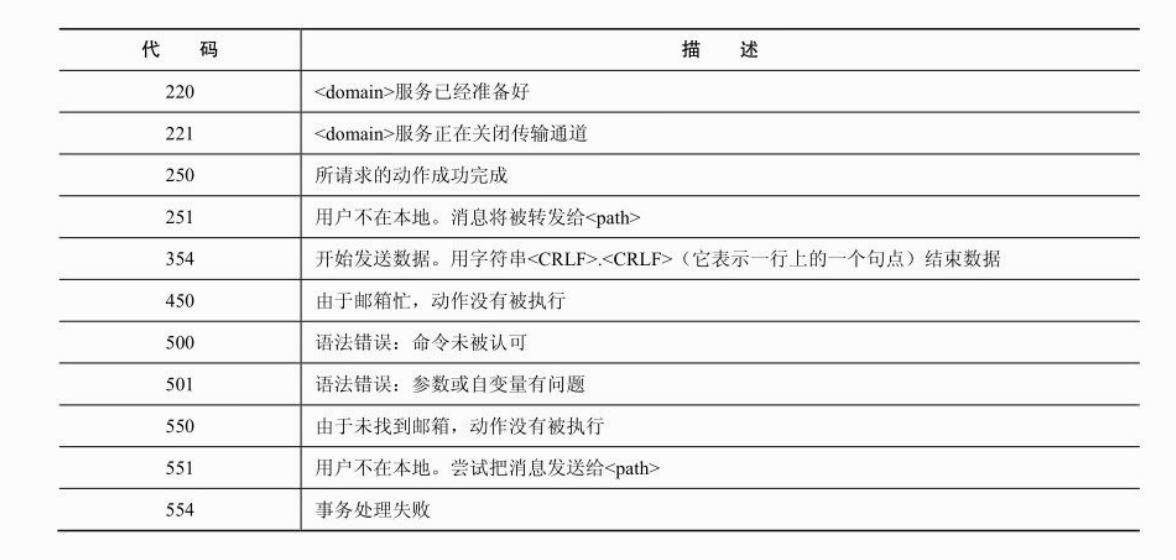 代 码 描 述
220 <domain>服务已经准备好
221 <domain>服务正在关闭传输通道
250 所请求的动作成功完成
251 用户不在本地。消息将被转发给<path>
354 开始发送数据。用字符串<CRLF>.<CRLF>（它表示一行上的一个句点）结束数据
450 由于邮箱忙，动作没有被执行
500 语法错误：命令未被认可
501 语法错误：参数或自变量有问题
550 由于未找到邮箱，动作没有被执行
551 用户不在本地。尝试把消息发送给<path>
554 事务处理失败